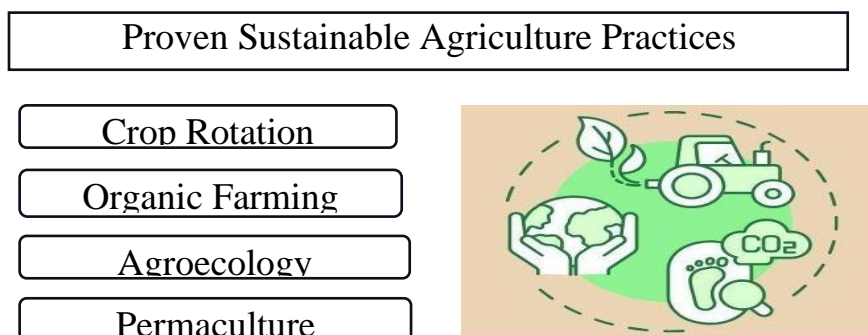 Proven Sustainable Agriculture Practices
Crop Rotation
Organic Farming
Agroecology
Permaculture
CO2